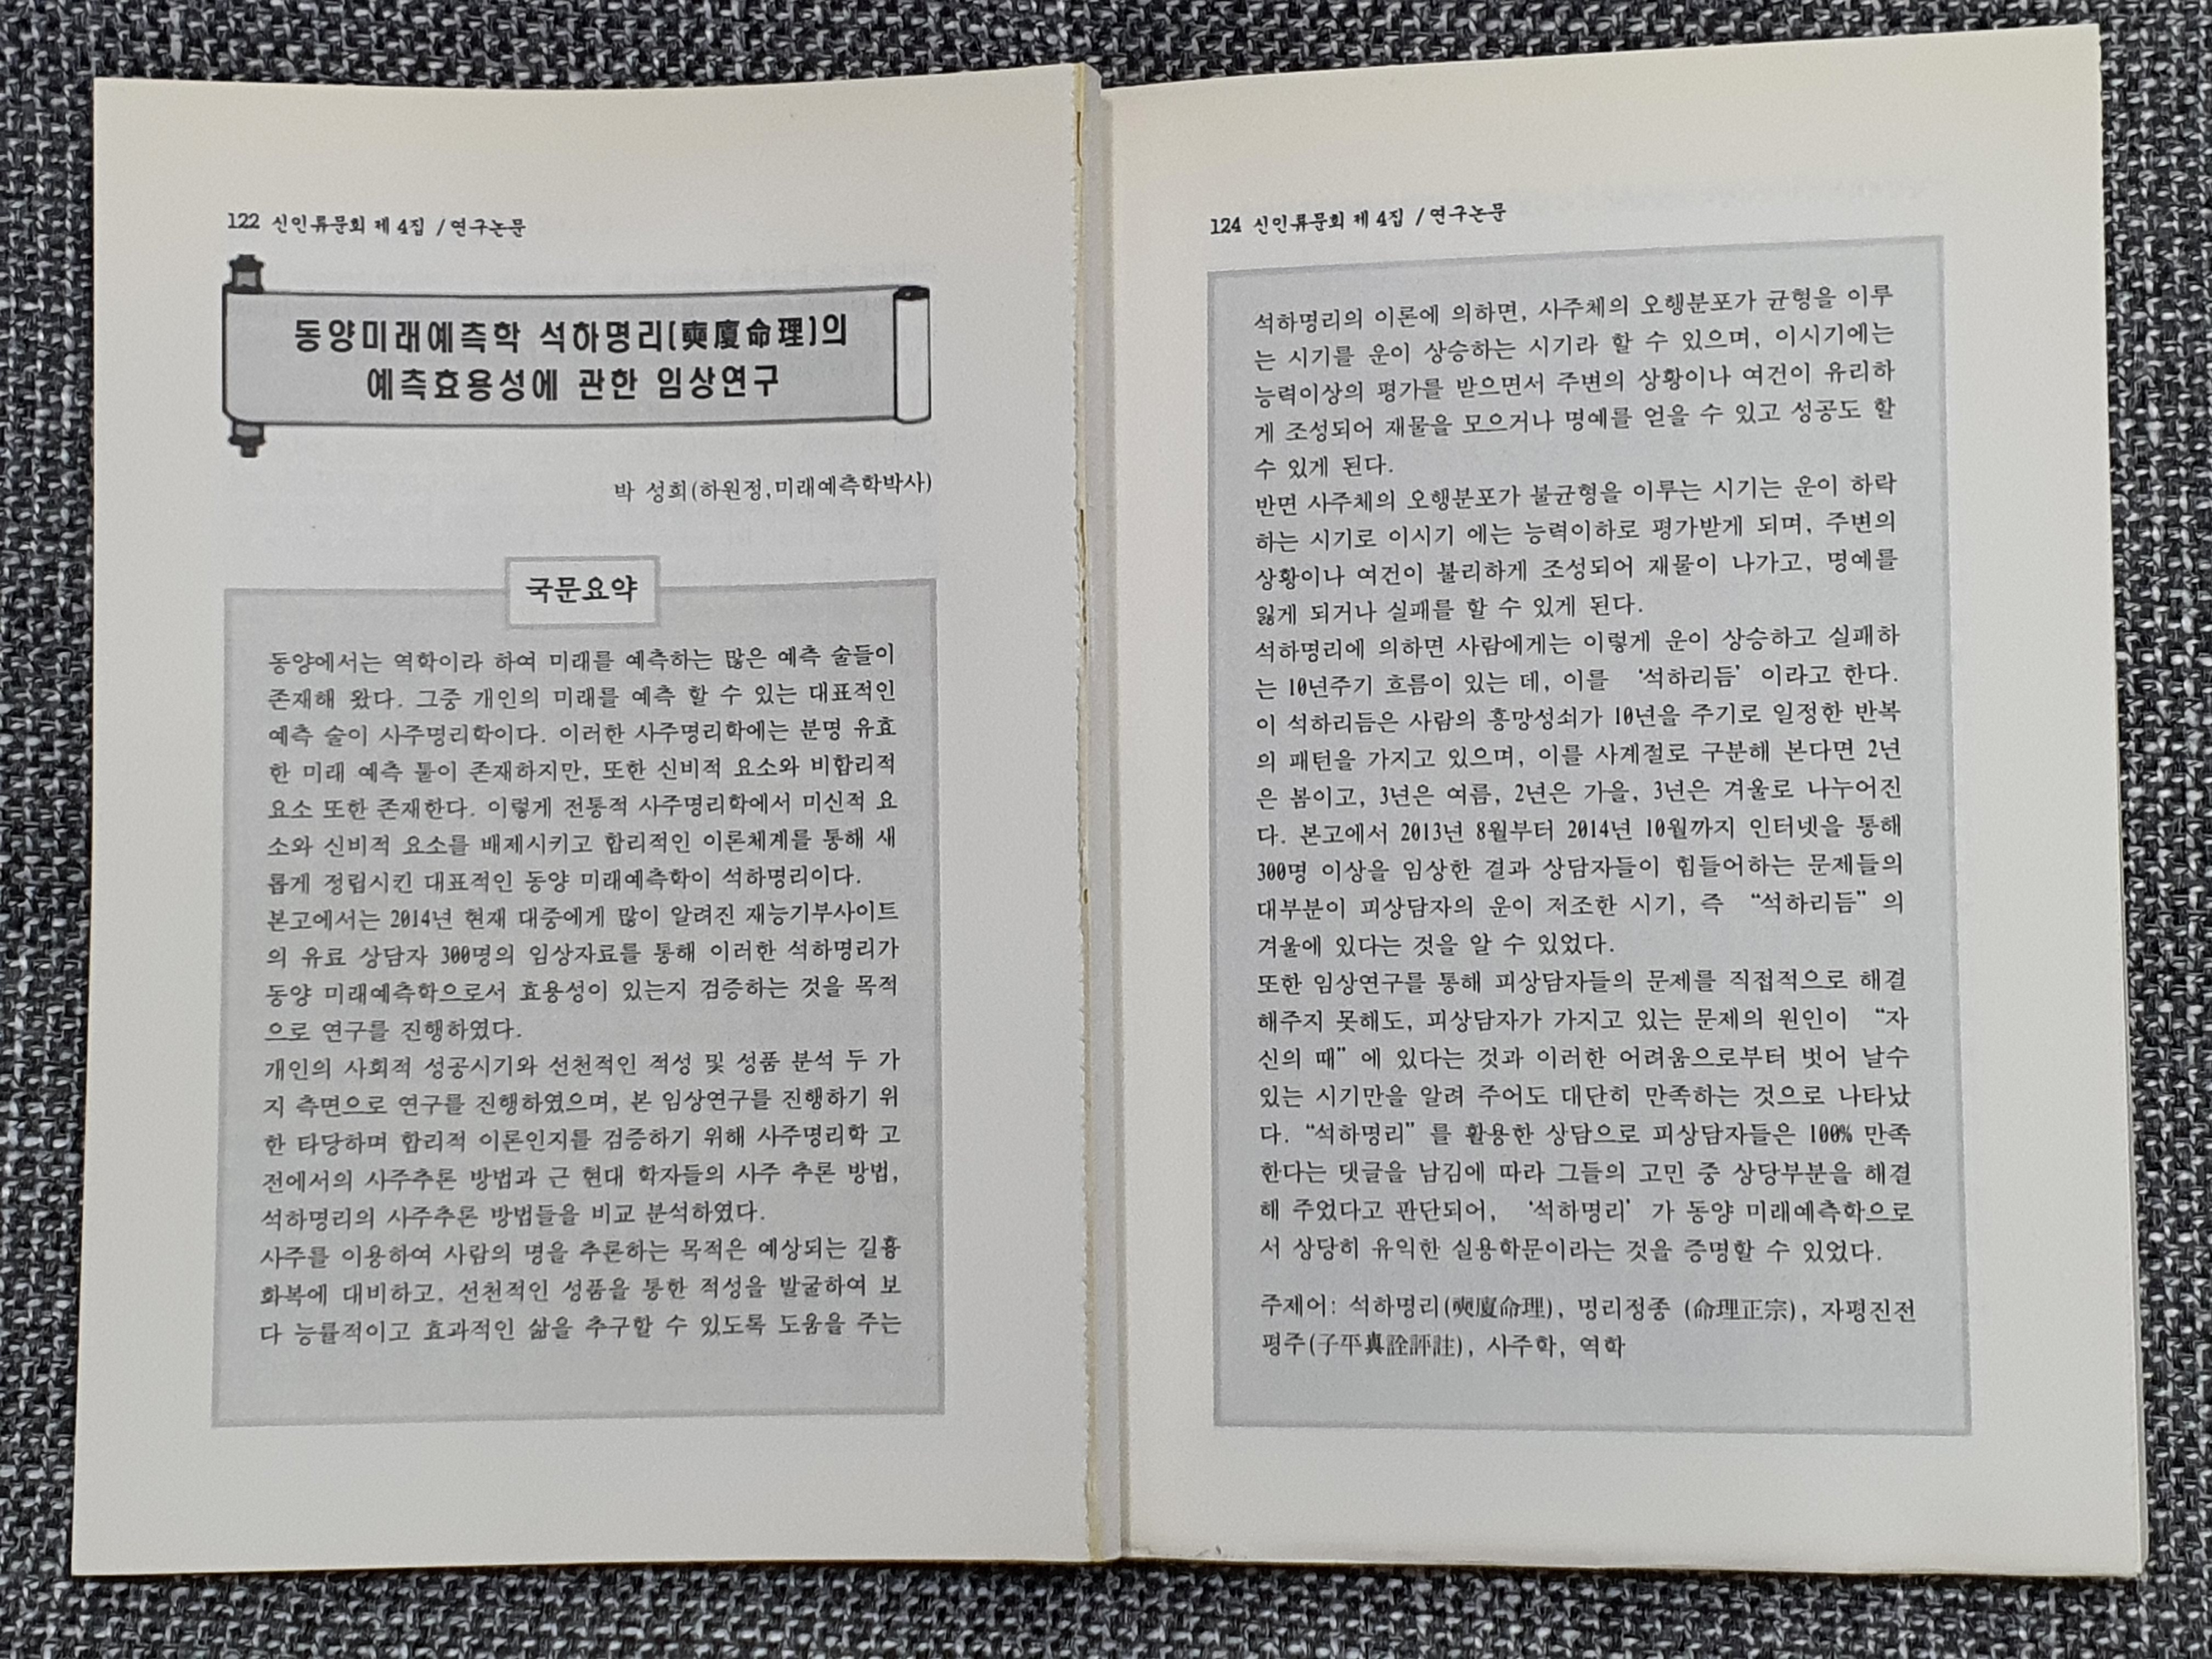 122 신인류문회 제 4집 /연구논문
동양미래예측학 석하명리(奭廈命理)의
예측효용성에 관한 임상연구
박 성희(하원정,미래예측학박사)
국문요약
동양에서는 역학이라 하여 미래를 예측하는 많은 예측 술들이
존재해 왔다. 그중 개인의 미래를 예측 할 수 있는 대표적인
예측 술이 사주명리학이다. 이러한 사주명리학에는 분명 유효
한 미래 예측 툴이 존재하지만, 또한 신비적 요소와 비합리적
요소 또한 존재한다. 이렇게 전통적 사주명리학에서 미신적 요
소와 신비적 요소를 배제시키고 합리적인 이론체계를 통해 새
롭게 정립시킨 대표적인 동양 미래예측학이 석하명리이다.
본고에서는 2014년 현재 대중에게 많이 알려진 재능기부사이트
의 유료 상담자 300명의 임상자료를 통해 이러한 석하명리가
동양 미래예측학으로서 효용성이 있는지 검증하는 것을 목적
으로 연구를 진행하였다.
개인의 사회적 성공시기와 선천적인 적성 및 성품 분석 두 가
지 측면으로 연구를 진행하였으며, 본 임상연구를 진행하기 위
한 타당하며 합리적 이론인지를 검증하기 위해 사주명리학 고
전에서의 사주추론 방법과 근 현대 학자들의 사주 추론 방법,
석하명리의 사주추론 방법들을 비교 분석하였다.
사주를 이용하여 사람의 명을 추론하는 목적은 예상되는 길흉
화복에 대비하고, 선천적인 성품을 통한 적성을 발굴하여 보
다 능률적이고 효과적인 삶을 추구할 수 있도록 도움을 주는
124 신인류문회 제 4집 /연구논문
석하명리의 이론에 의하면, 사주체의 오행분포가 균형을 이루
는 시기를 운이 상승하는 시기라 할 수 있으며, 이시기에는
능력이상의 평가를 받으면서 주변의 상황이나 여건이 유리하
게 조성되어 재물을 모으거나 명예를 얻을 수 있고 성공도 할
수 있게 된다.
반면 사주체의 오행분포가 불균형을 이루는 시기는 운이 하락
하는 시기로 이시기 에는 능력이하로 평가받게 되며, 주변의
상황이나 여건이 불리하게 조성되어 재물이 나가고, 명예를
잃게 되거나 실패를 할 수 있게 된다.
석하명리에 의하면 사람에게는 이렇게 운이 상승하고 실패하
는 10년주기 흐름이 있는 데, 이를 ‘석하리듬’ 이라고 한다.
이 석하리듬은 사람의 흥망성쇠가 10년을 주기로 일정한 반복
의 패턴을 가지고 있으며, 이를 사계절로 구분해 본다면 2년
은 봄이고, 3년은 여름, 2년은 가을, 3년은 겨울로 나누어진
다. 본고에서 2013년 8월부터 2014년 10월까지 인터넷을 통해
300명 이상을 임상한 결과 상담자들이 힘들어하는 문제들의
대부분이 피상담자의 운이 저조한 시기, 즉 “석하리듬” 의
겨울에 있다는 것을 알 수 있었다.
또한 임상연구를 통해 피상담자들의 문제를 직접적으로 해결
해주지 못해도, 피상담자가 가지고 있는 문제의 원인이 “자
신의 때” 에 있다는 것과 이러한 어려움으로부터 벗어 날수
있는 시기만을 알려 주어도 대단히 만족하는 것으로 나타났
다. “석하명리” 를 활용한 상담으로 피상담자들은 100% 만족
한다는 댓글을 남김에 따라 그들의 고민 중 상당부분을 해결
해 주었다고 판단되어, ‘석하명리’ 가 동양 미래예측학으로
서 상당히 유익한 실용학문이라는 것을 증명할 수 있었다.
주제어: 석하명리(奭廈命理), 명리정종 (命理正宗), 자평진전
평주(子平眞詮評註), 사주학, 역학